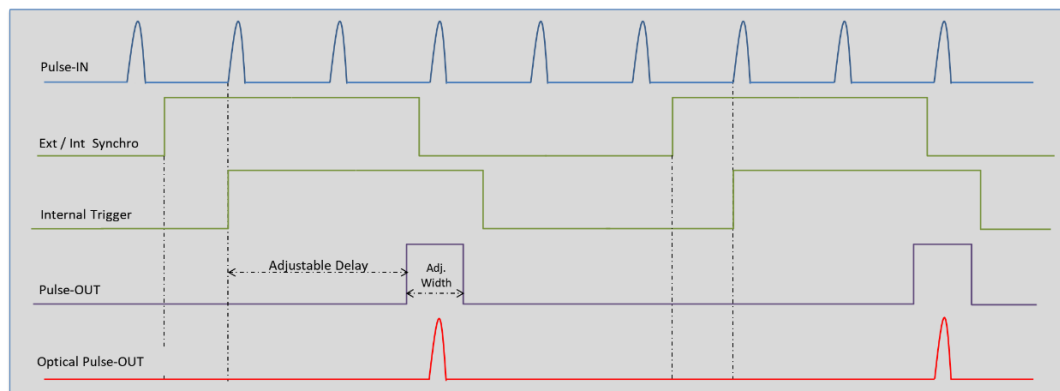 Pulse-IN
Ext / Int  Synchro
Internal Trigger
Adjustable Delay
Adj.
Width
Pulse-OUT
Optical Pulse-OUT